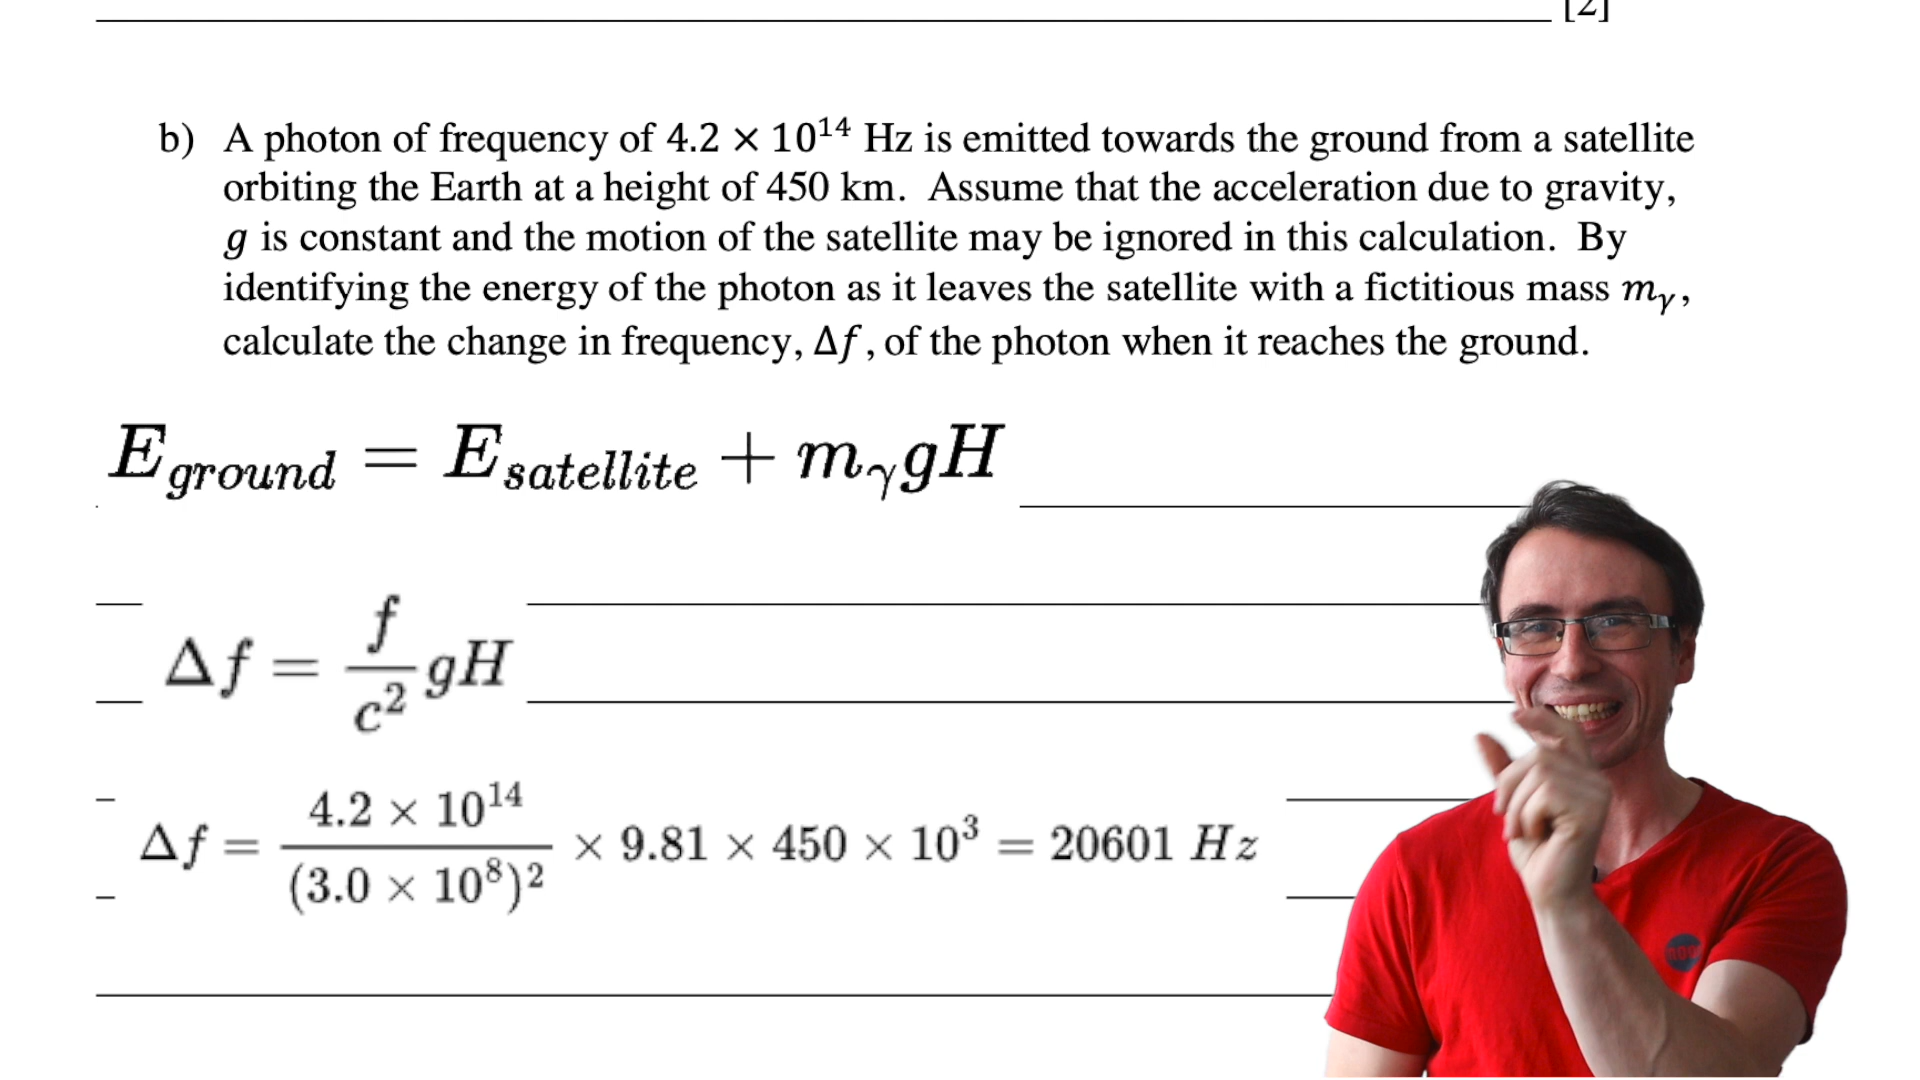 [2]
b) A photon of frequency of 4.2 × 10¹⁴ Hz is emitted towards the ground from a satellite
orbiting the Earth at a height of 450 km. Assume that the acceleration due to gravity,
g is constant and the motion of the satellite may be ignored in this calculation. By
identifying the energy of the photon as it leaves the satellite with a fictitious mass mᵧ,
calculate the change in frequency, Δf, of the photon when it reaches the ground.
E_ground = E_satellite + mᵧgH
Δf = f/c² gH
Δf = 4.2 × 10¹⁴/(3.0 × 10⁸)² × 9.81 × 450 × 10³ = 20601 Hz